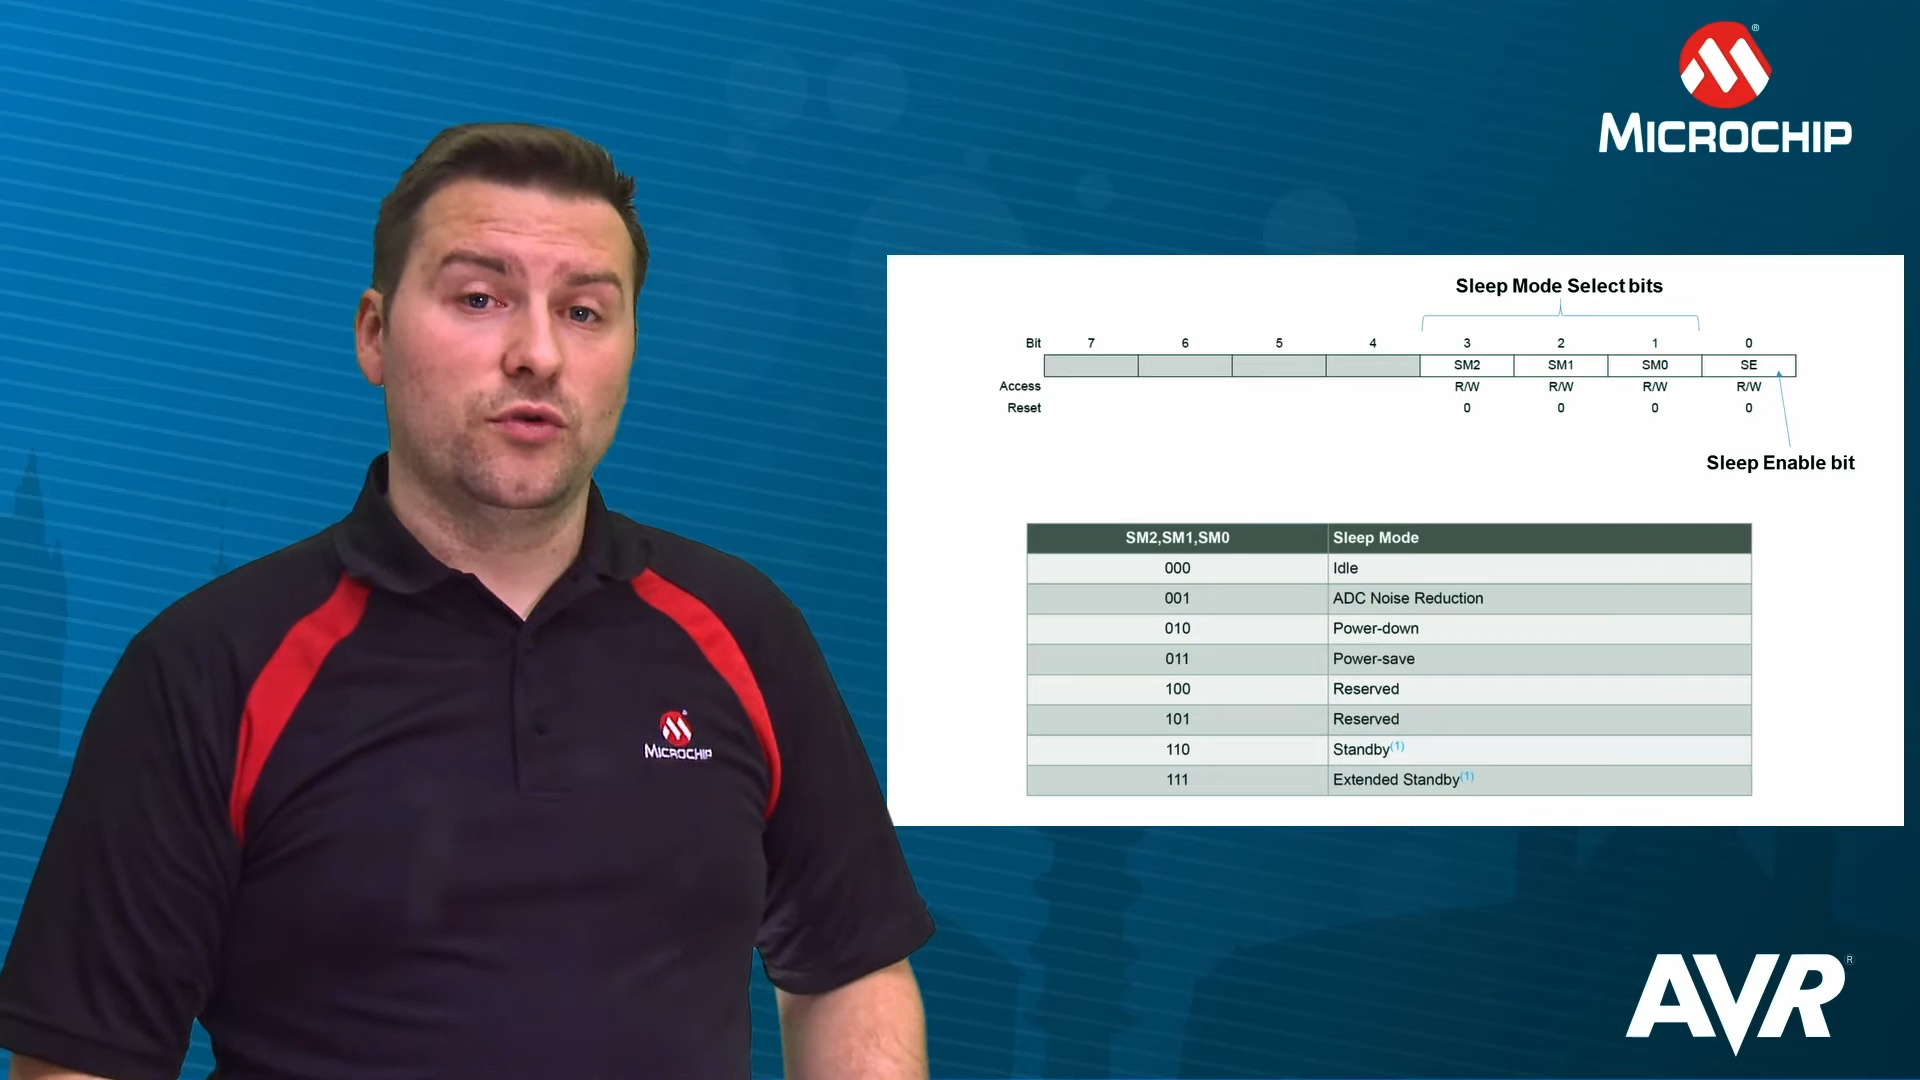 MICROCHIP
Sleep Mode Select bits
Bit 7 6 5 4 3 2 1 0
SM2 SM1 SM0 SE
Access R/W R/W R/W R/W
Reset 0 0 0 0
Sleep Enable bit
SM2,SM1,SM0 Sleep Mode
000 Idle
001 ADC Noise Reduction
010 Power-down
011 Power-save
100 Reserved
101 Reserved
110 Standby(1)
111 Extended Standby(1)
MICROCHIP
AVR